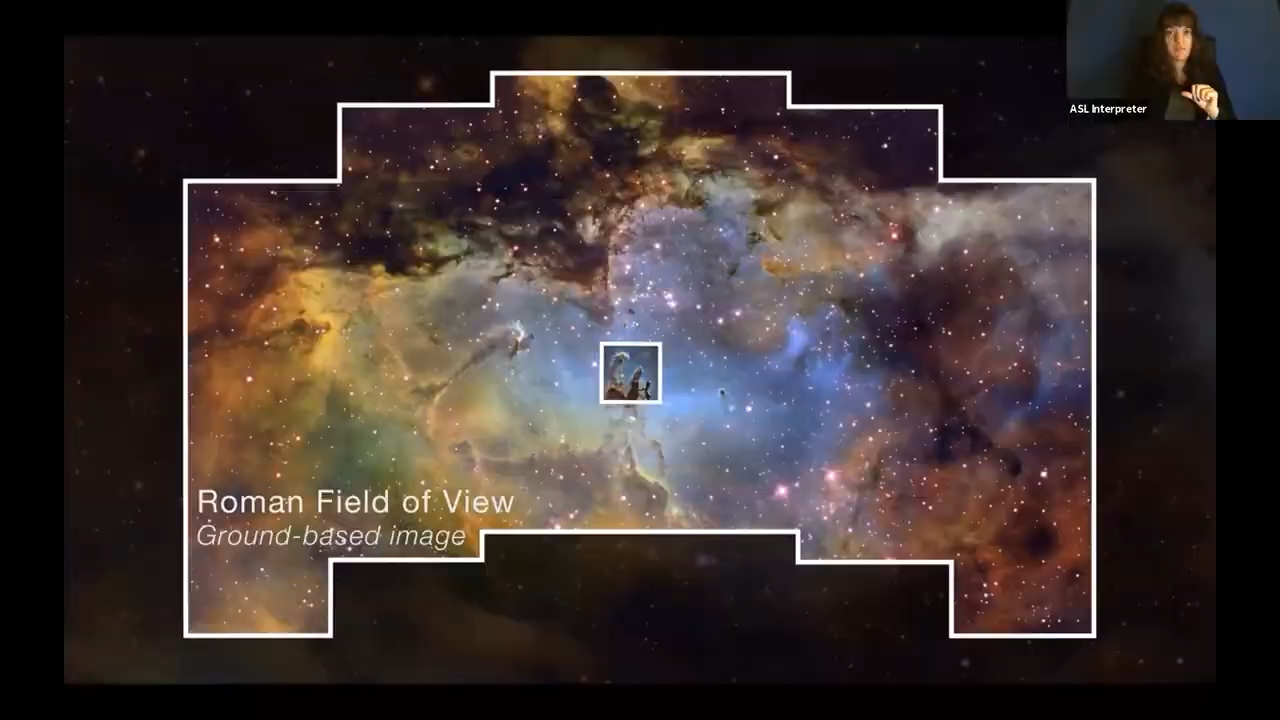 ASL Interpreter
Roman Field of View
Ground-based image